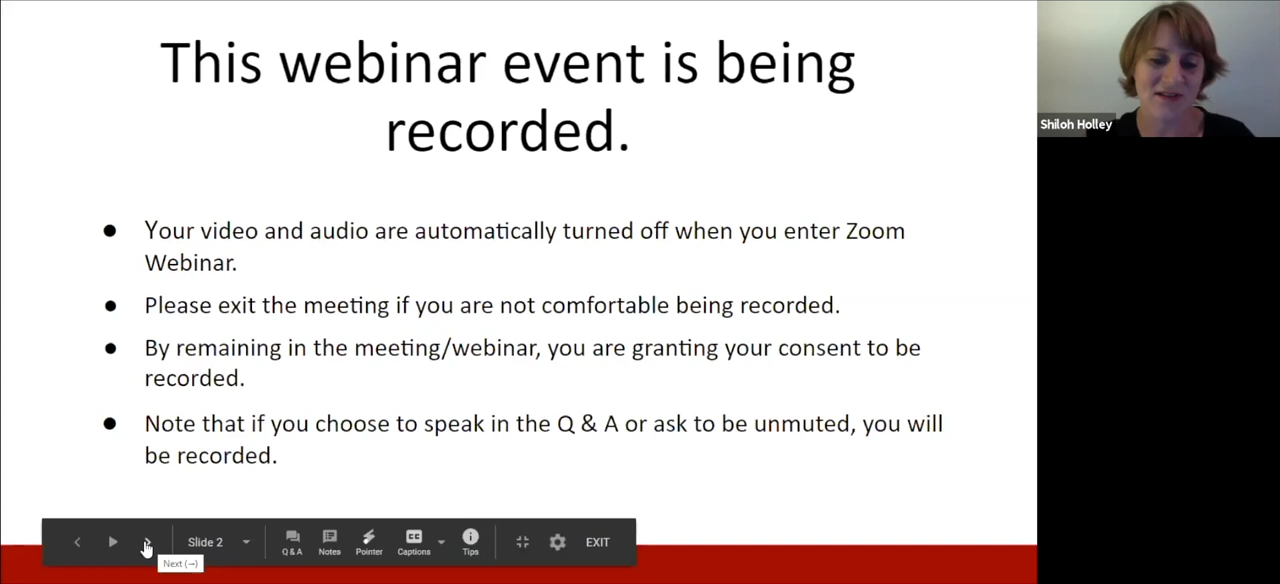 This webinar event is being
recorded.
Shiloh Holley
● Your video and audio are automatically turned off when you enter Zoom
Webinar.
● Please exit the meeting if you are not comfortable being recorded.
● By remaining in the meeting/webinar, you are granting your consent to be
recorded.
● Note that if you choose to speak in the Q & A or ask to be unmuted, you will
be recorded.
Slide 2
Q & A Notes Pointer CC Captions Tips EXIT
Next (→)